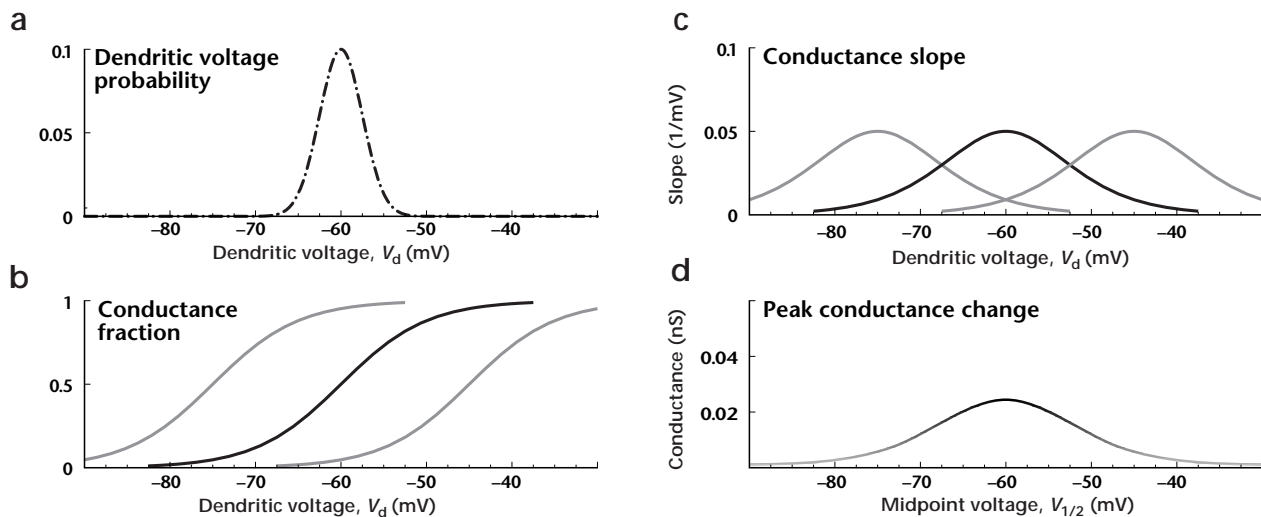 a
Dendritic voltage
probability
0.1
0.05
0
−80 −70 −60 −50 −40
Dendritic voltage, Vd (mV)
b
Conductance
fraction
1
0.5
0
−80 −70 −60 −50 −40
Dendritic voltage, Vd (mV)
c
Conductance slope
Slope (1/mV)
0.1
0.05
0
−80 −70 −60 −50 −40
Dendritic voltage, Vd (mV)
d
Peak conductance change
Conductance (nS)
0.04
0.02
0
−80 −70 −60 −50 −40
Midpoint voltage, V1/2 (mV)